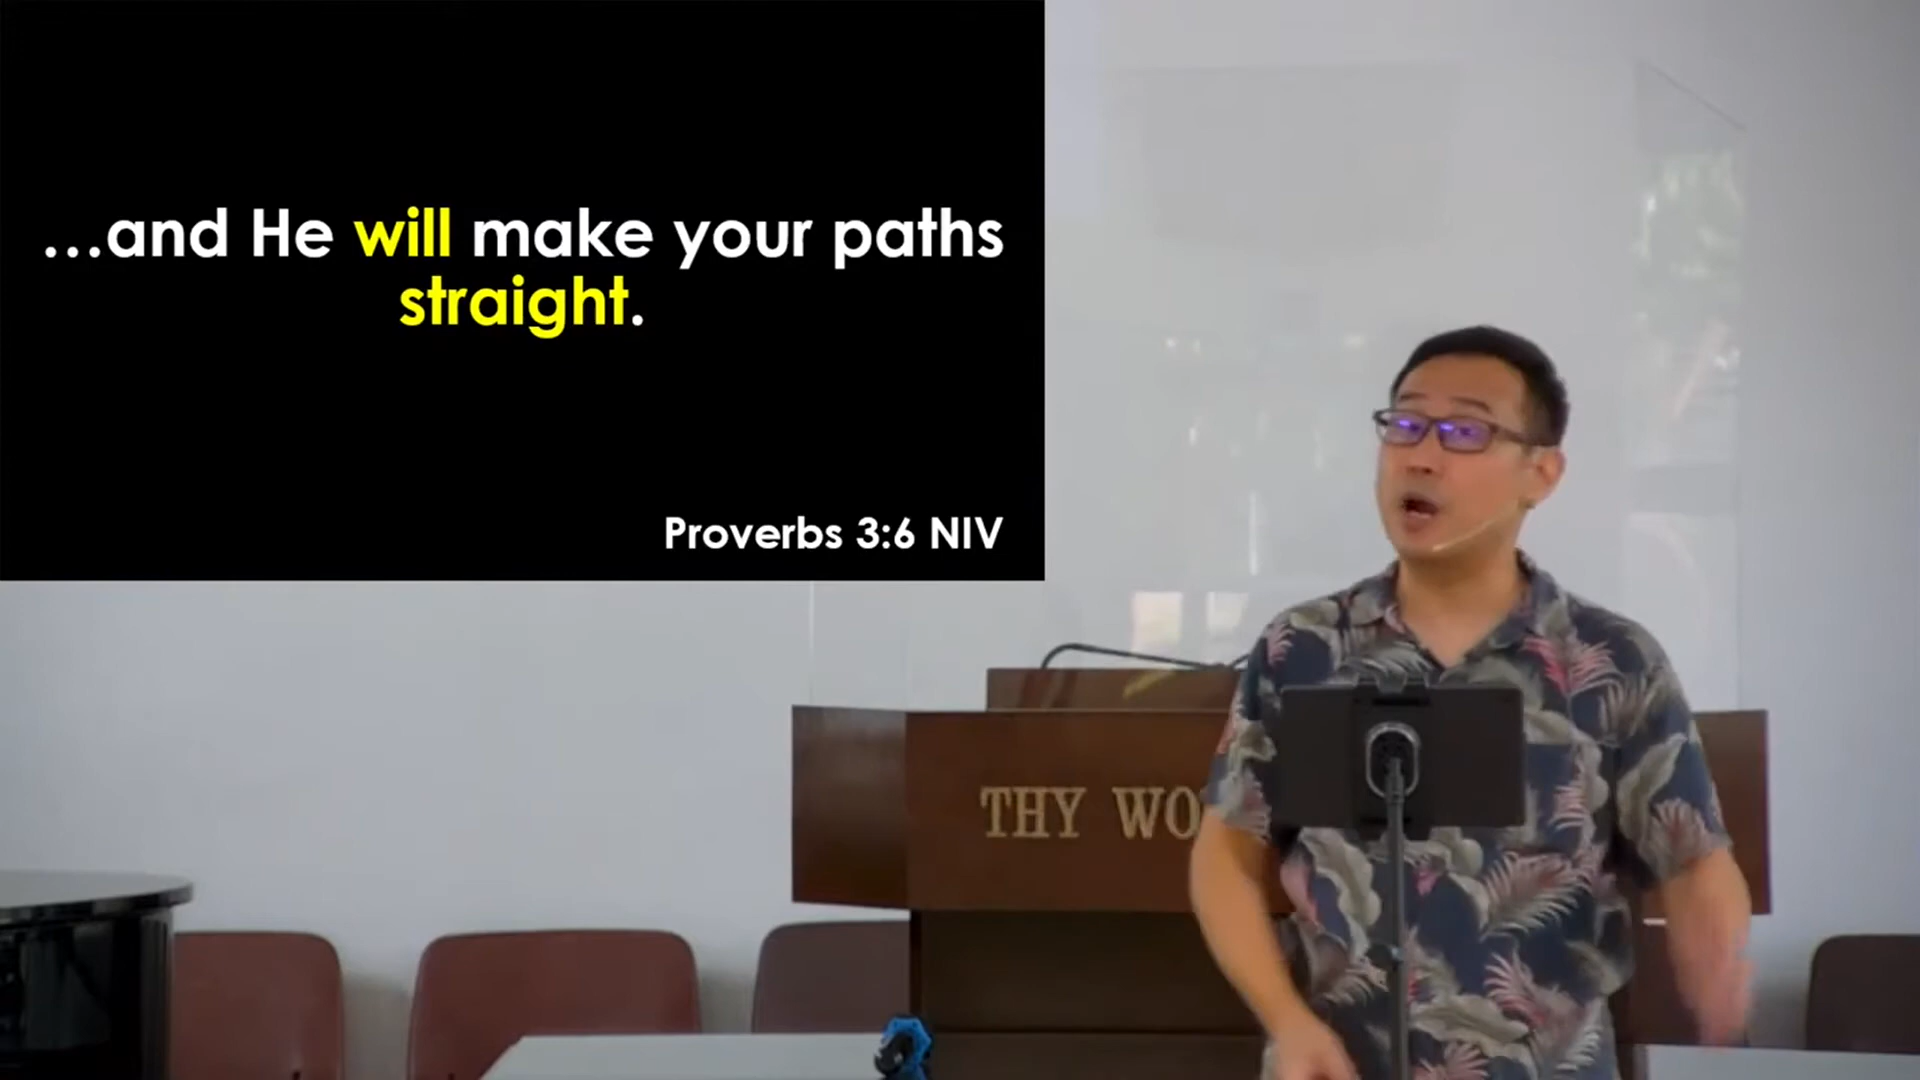 …and He will make your paths
straight.
Proverbs 3:6 NIV
THY WO